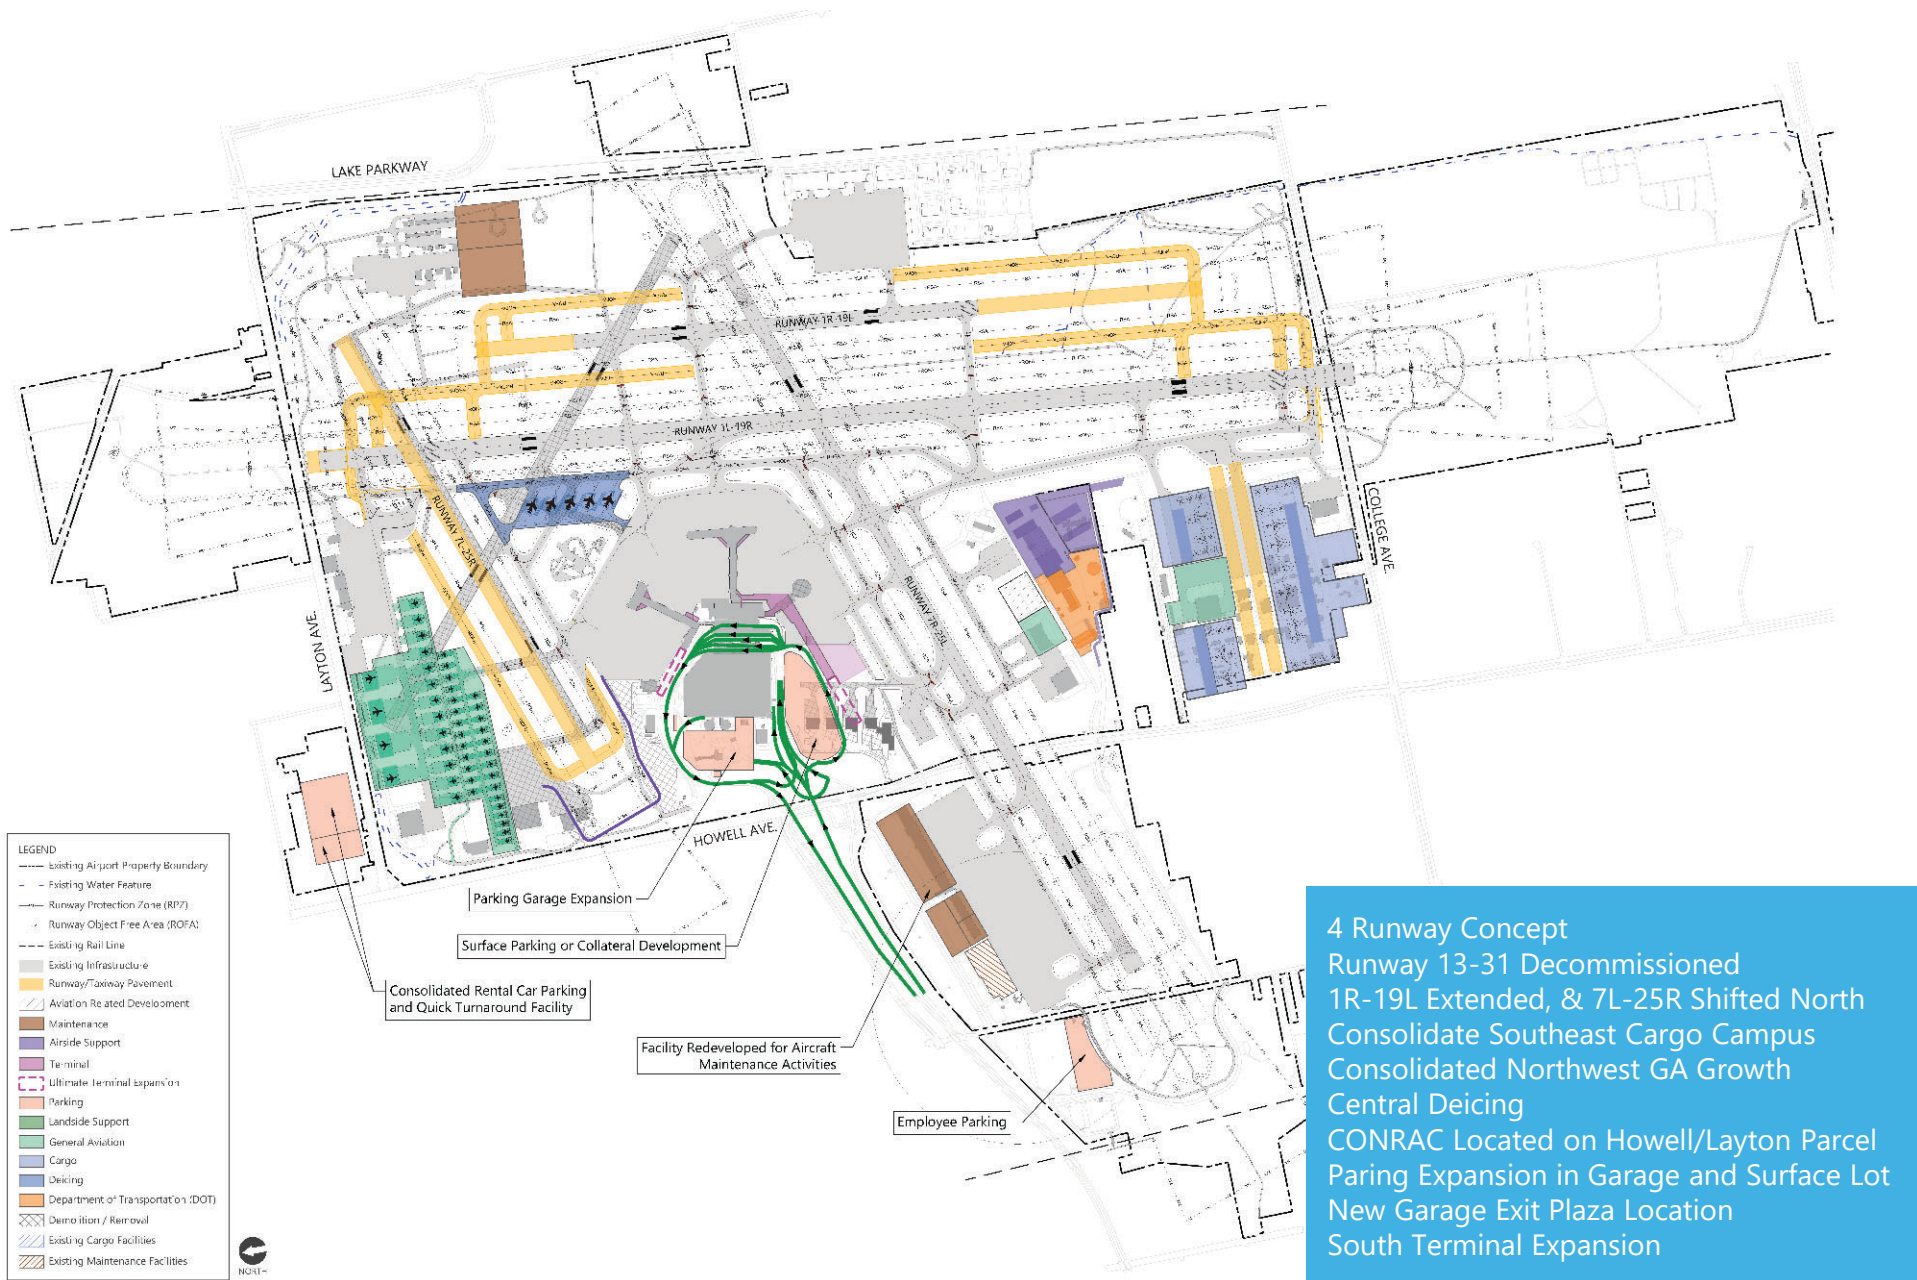 LAKE PARKWAY
RUNWAY 1R-19L
RUNWAY 1L-19R
RUNWAY 7L-25R
RUNWAY 7R-25L
COLLEGE AVE.
LAYTON AVE.
HOWELL AVE.
Parking Garage Expansion
Surface Parking or Collateral Development
Consolidated Rental Car Parking
and Quick Turnaround Facility
Facility Redeveloped for Aircraft
Maintenance Activities
Employee Parking
LEGEND
Existing Airport Property Boundary
Existing Water Feature
Runway Protection Zone (RPZ)
Runway Object Free Area (ROFA)
Existing Rail Line
Existing Infrastructure
Runway/Taxiway Pavement
Aviation Related Development
Maintenance
Airside Support
Terminal
Ultimate Terminal Expansion
Parking
Landside Support
General Aviation
Cargo
Deicing
Department of Transportation (DOT)
Demolition / Removal
Existing Cargo Facilities
Existing Maintenance Facilities
NORTH
4 Runway Concept
Runway 13-31 Decommissioned
1R-19L Extended, & 7L-25R Shifted North
Consolidate Southeast Cargo Campus
Consolidated Northwest GA Growth
Central Deicing
CONRAC Located on Howell/Layton Parcel
Paring Expansion in Garage and Surface Lot
New Garage Exit Plaza Location
South Terminal Expansion